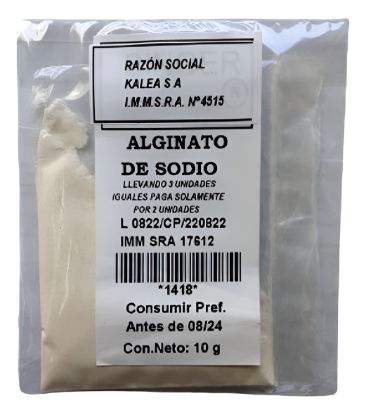 RAZÓN SOCIAL
KALEA S A
I.M.M.S.R.A. Nº4515
ALGINATO
DE SODIO
LLEVANDO 3 UNIDADES
IGUALES PAGA SOLAMENTE
POR 2 UNIDADES
L 0822/CP/220822
IMM SRA 17612
*1418*
Consumir Pref.
Antes de 08/24
Con.Neto: 10 g